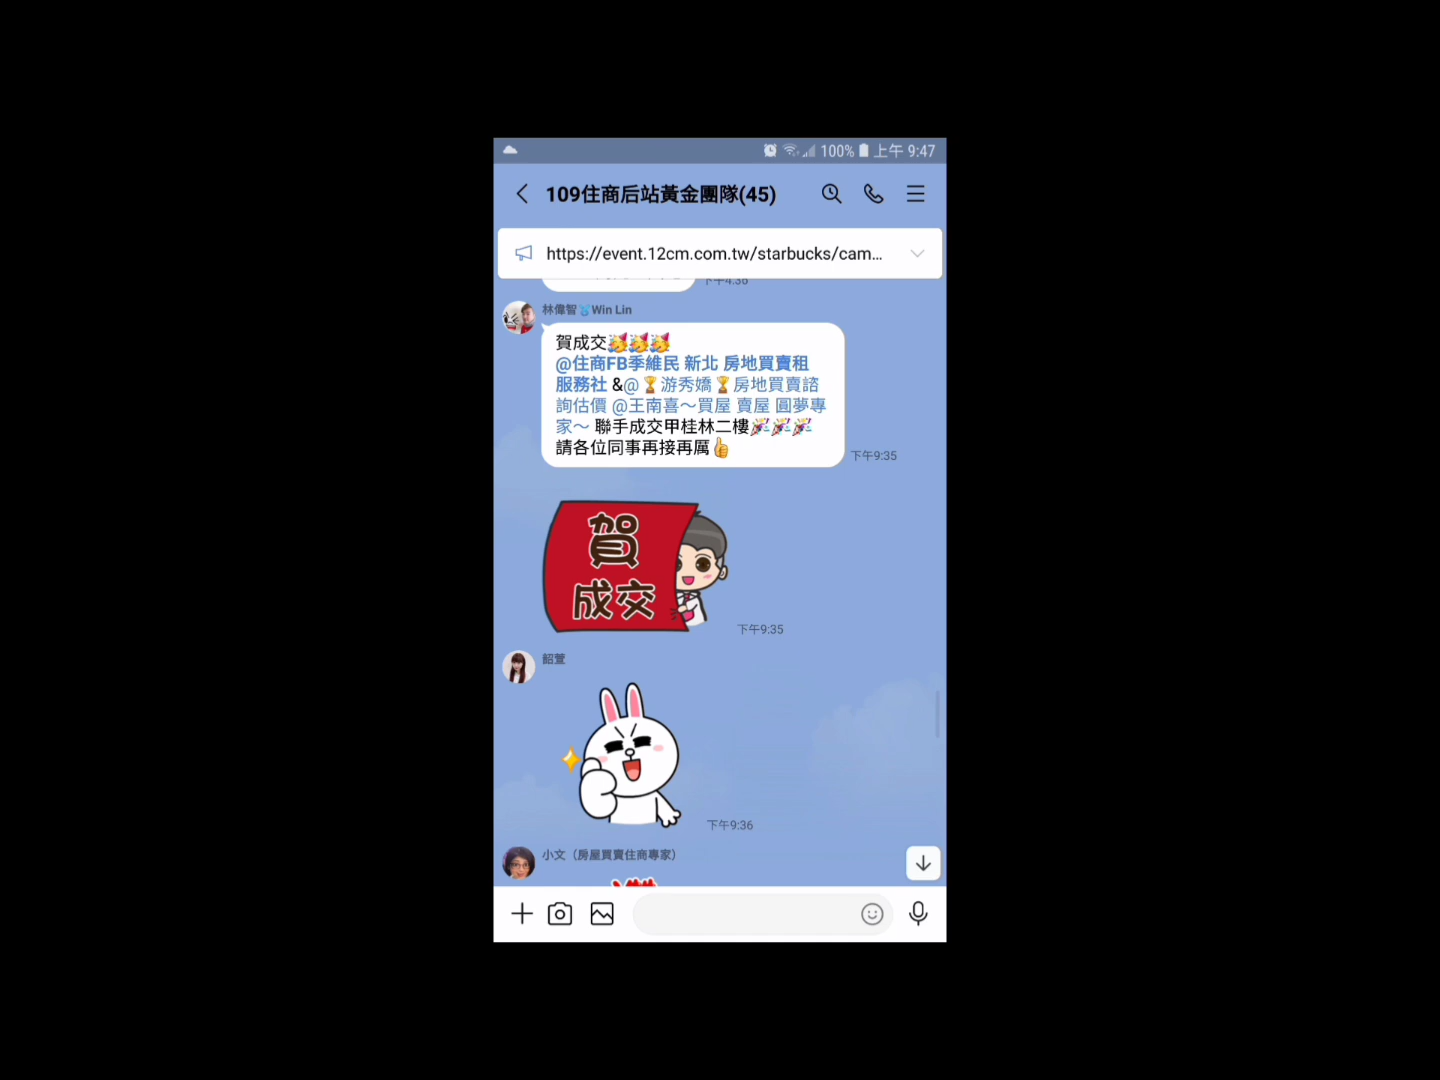 100% 上午 9:47
109住商后站黃金團隊(45)
https://event.12cm.com.tw/starbucks/cam...
下午4:36
林偉智🥈Win Lin
賀成交🥳🥳🥳
@住商FB季維民 新北 房地買賣租
服務社 &@🏆游秀嬌🏆房地買賣諮
詢估價 @王南喜～買屋 賣屋 圓夢專
家～ 聯手成交甲桂林二樓🎉🎉🎉
請各位同事再接再厲👍
下午9:35
賀
成交
下午9:35
韶萱
下午9:36
小文（房屋買賣住商專家）